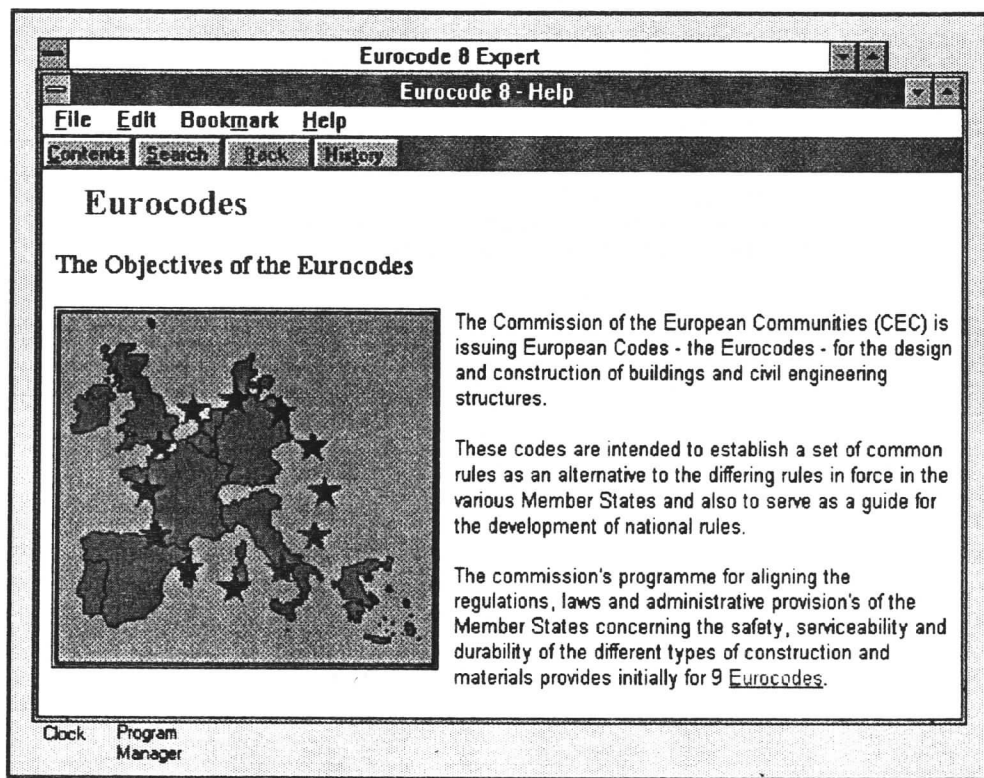 Eurocode 8 Expert
Eurocode 8 - Help
File Edit Bookmark Help
Contents Search Back History
Eurocodes
The Objectives of the Eurocodes
The Commission of the European Communities (CEC) is
issuing European Codes - the Eurocodes - for the design
and construction of buildings and civil engineering
structures.
These codes are intended to establish a set of common
rules as an alternative to the differing rules in force in the
various Member States and also to serve as a guide for
the development of national rules.
The commission's programme for aligning the
regulations, laws and administrative provision's of the
Member States concerning the safety, serviceability and
durability of the different types of construction and
materials provides initially for 9 Eurocodes.
Clock Program
Manager